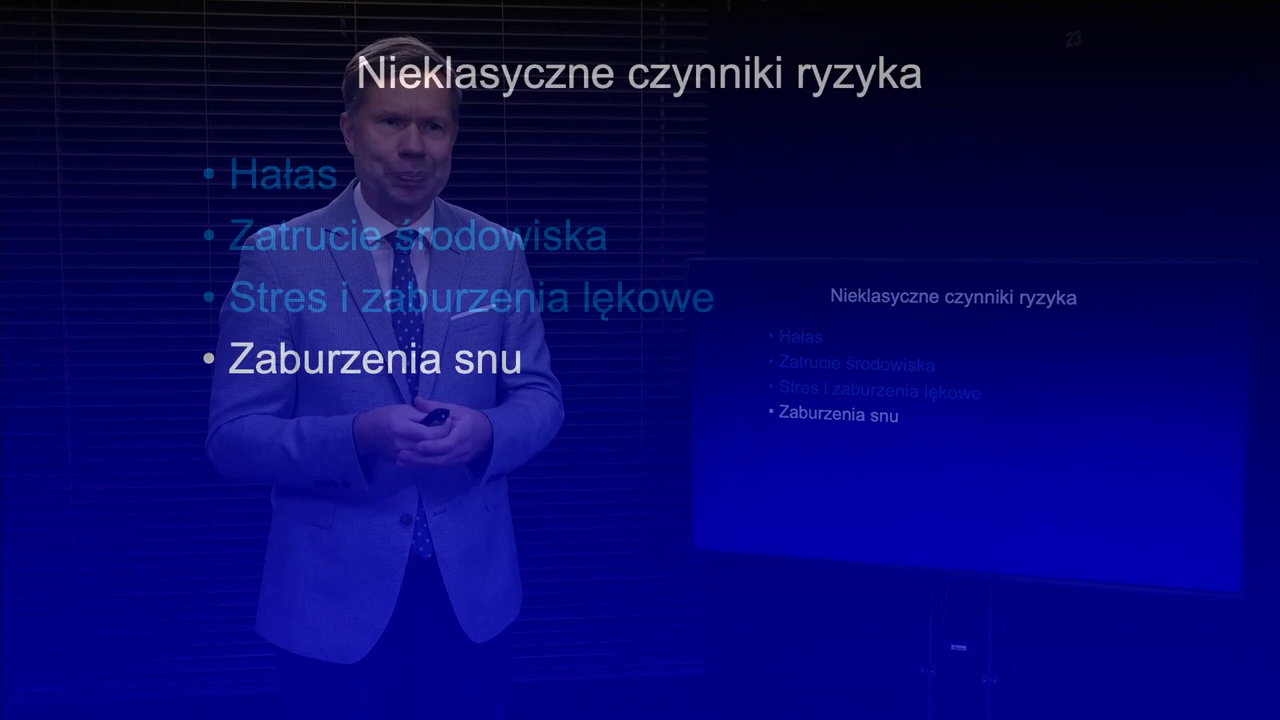 23
Nieklasyczne czynniki ryzyka
• Hałas
• Zatrucie środowiska
• Stres i zaburzenia lękowe
• Zaburzenia snu
Nieklasyczne czynniki ryzyka
• Hałas
• Zatrucie środowiska
• Stres i zaburzenia lękowe
• Zaburzenia snu